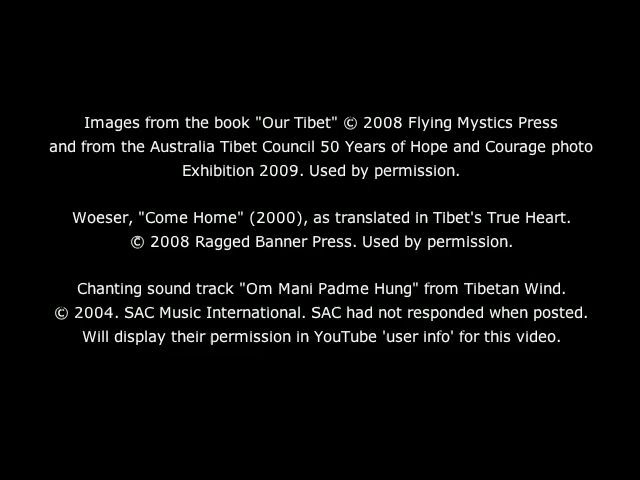 Images from the book "Our Tibet" © 2008 Flying Mystics Press
and from the Australia Tibet Council 50 Years of Hope and Courage photo
Exhibition 2009. Used by permission.
Woeser, "Come Home" (2000), as translated in Tibet's True Heart.
© 2008 Ragged Banner Press. Used by permission.
Chanting sound track "Om Mani Padme Hung" from Tibetan Wind.
© 2004. SAC Music International. SAC had not responded when posted.
Will display their permission in YouTube 'user info' for this video.